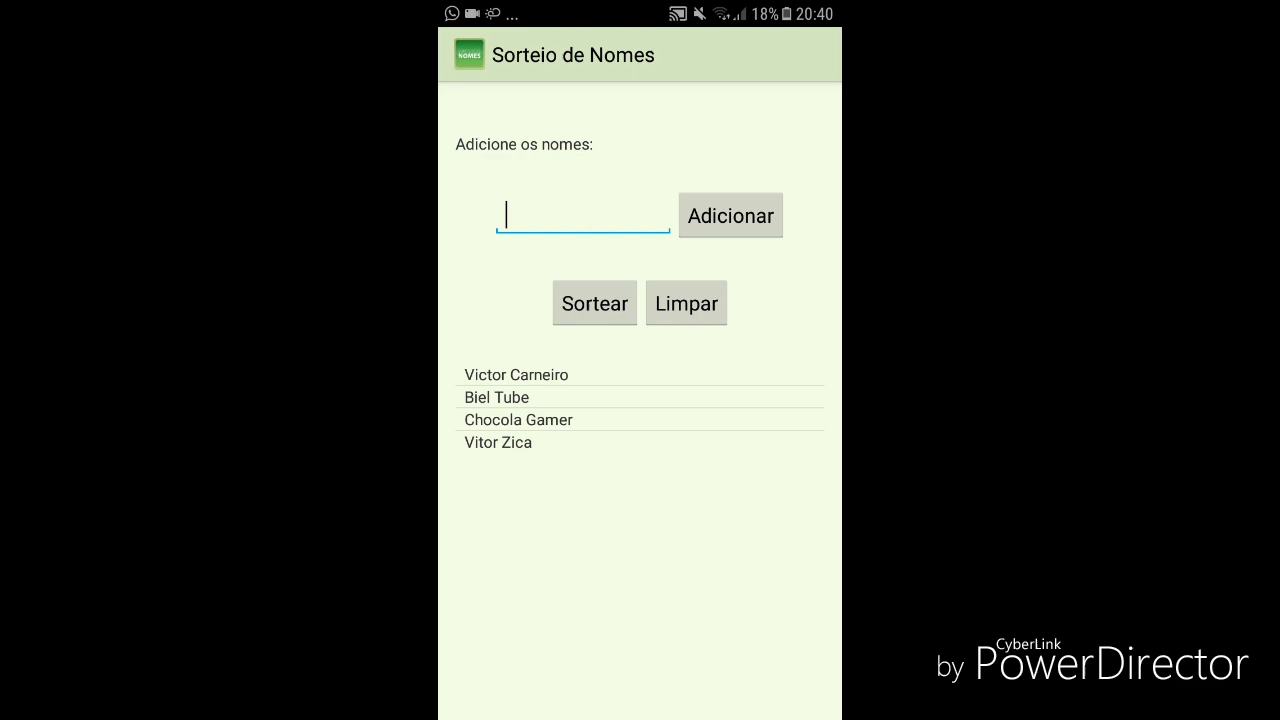 ... 18% 20:40
NOMES Sorteio de Nomes
Adicione os nomes:
Adicionar
Sortear Limpar
Victor Carneiro
Biel Tube
Chocola Gamer
Vitor Zica
CyberLink
by PowerDirector